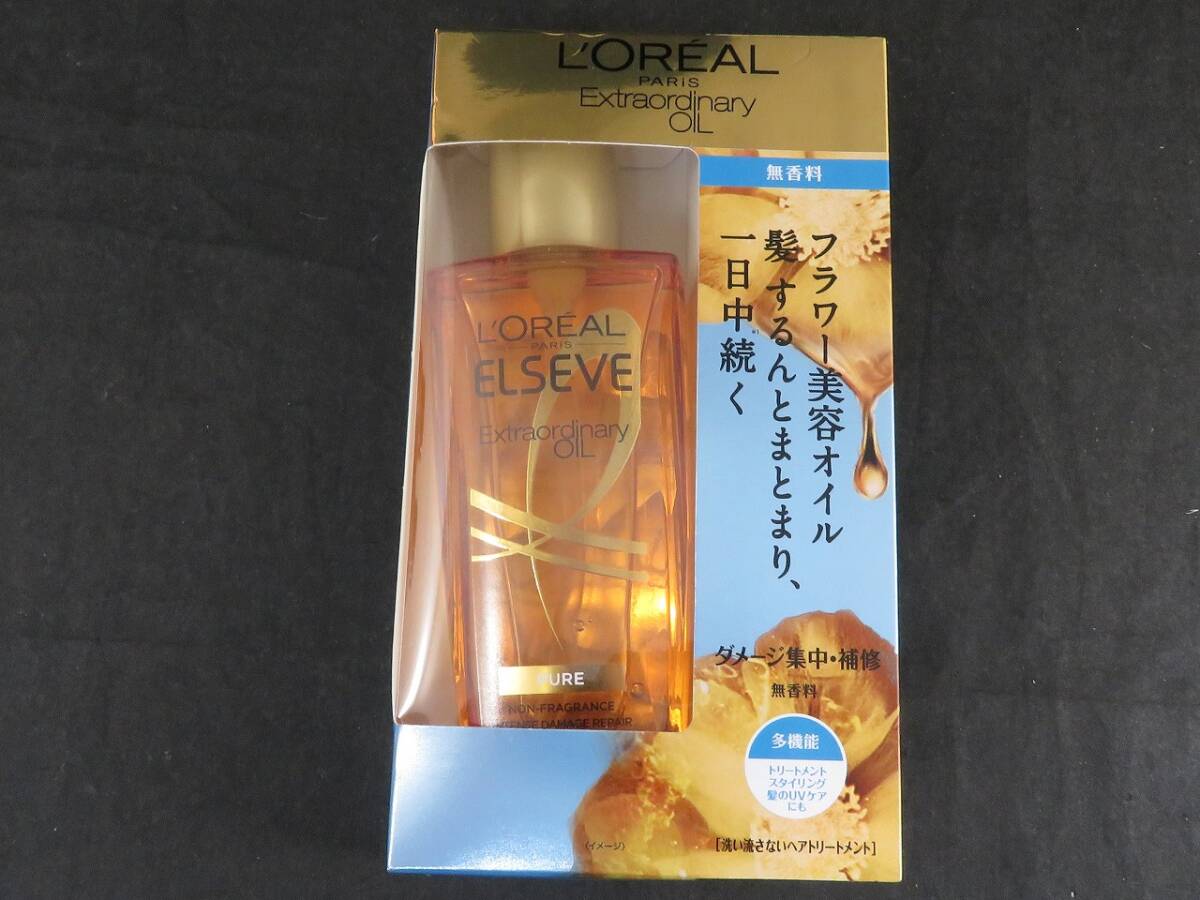 L'ORÉAL
PARIS
Extraordinary
OIL
無香料
フラワー美容オイル
髪するんとまとまり、
一日中続く
※1
L'ORÉAL
PARIS
ELSEVE
Extraordinary
OIL
PURE
NON-FRAGRANCE
INTENSE DAMAGE REPAIR
ダメージ集中・補修
無香料
多機能
トリートメント
スタイリング
髪のUVケア
にも
〈イメージ〉
[洗い流さないヘアトリートメント]